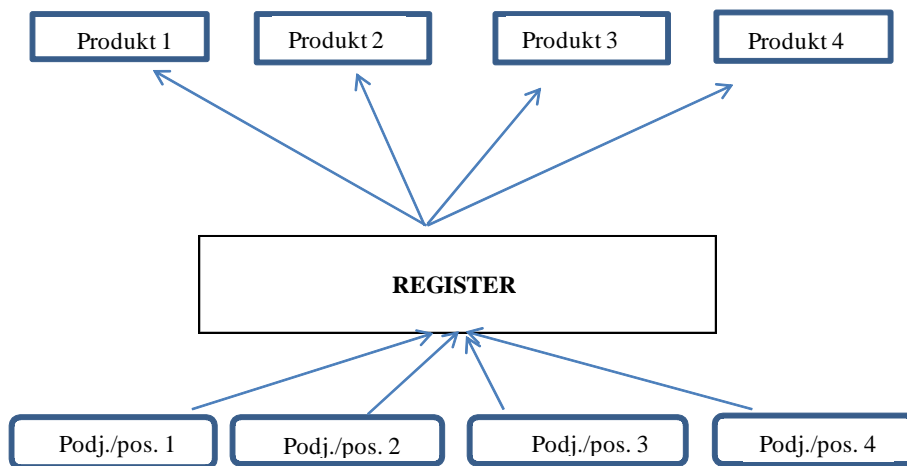 Produkt 1
Produkt 2
Produkt 3
Produkt 4
REGISTER
Podj./pos. 1
Podj./pos. 2
Podj./pos. 3
Podj./pos. 4